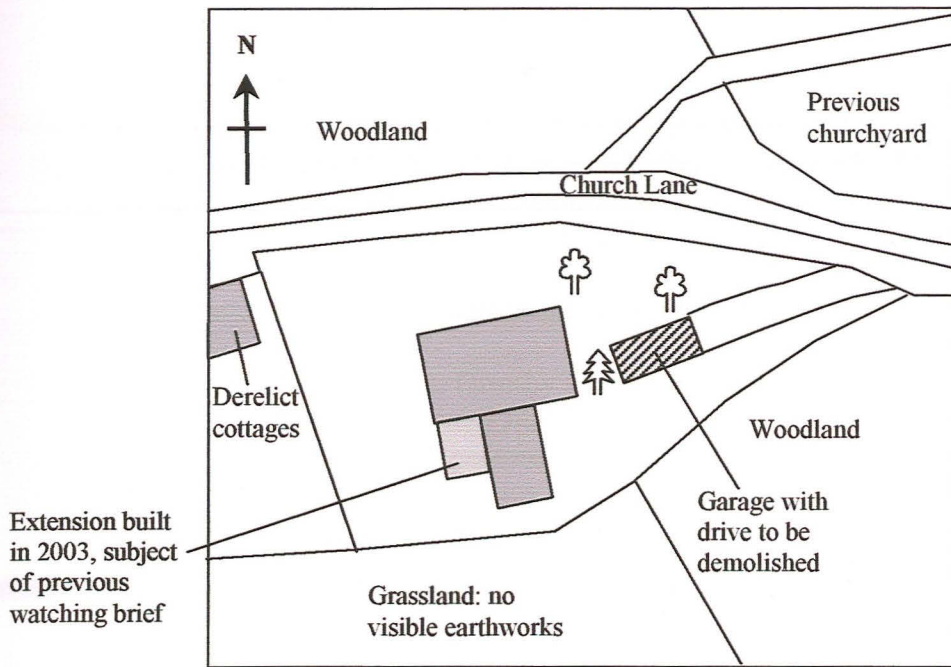 N
Woodland
Previous
churchyard
Church Lane
Derelict
cottages
Woodland
Extension built
in 2003, subject
of previous
watching brief
Garage with
drive to be
demolished
Grassland: no
visible earthworks